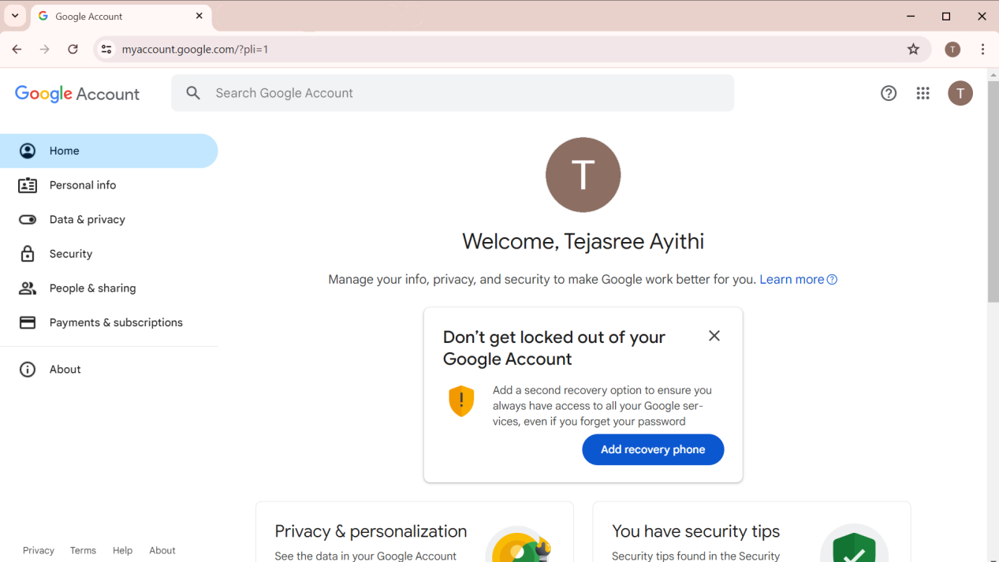 Google Account
myaccount.google.com/?pli=1
T
Google Account
Search Google Account
T
Home
Personal info
Data & privacy
Security
People & sharing
Payments & subscriptions
About
T
Welcome, Tejasree Ayithi
Manage your info, privacy, and security to make Google work better for you. Learn more
Don’t get locked out of your
Google Account
Add a second recovery option to ensure you
always have access to all your Google ser-
vices, even if you forget your password
Add recovery phone
Privacy & personalization
See the data in your Google Account
You have security tips
Security tips found in the Security
Privacy Terms Help About